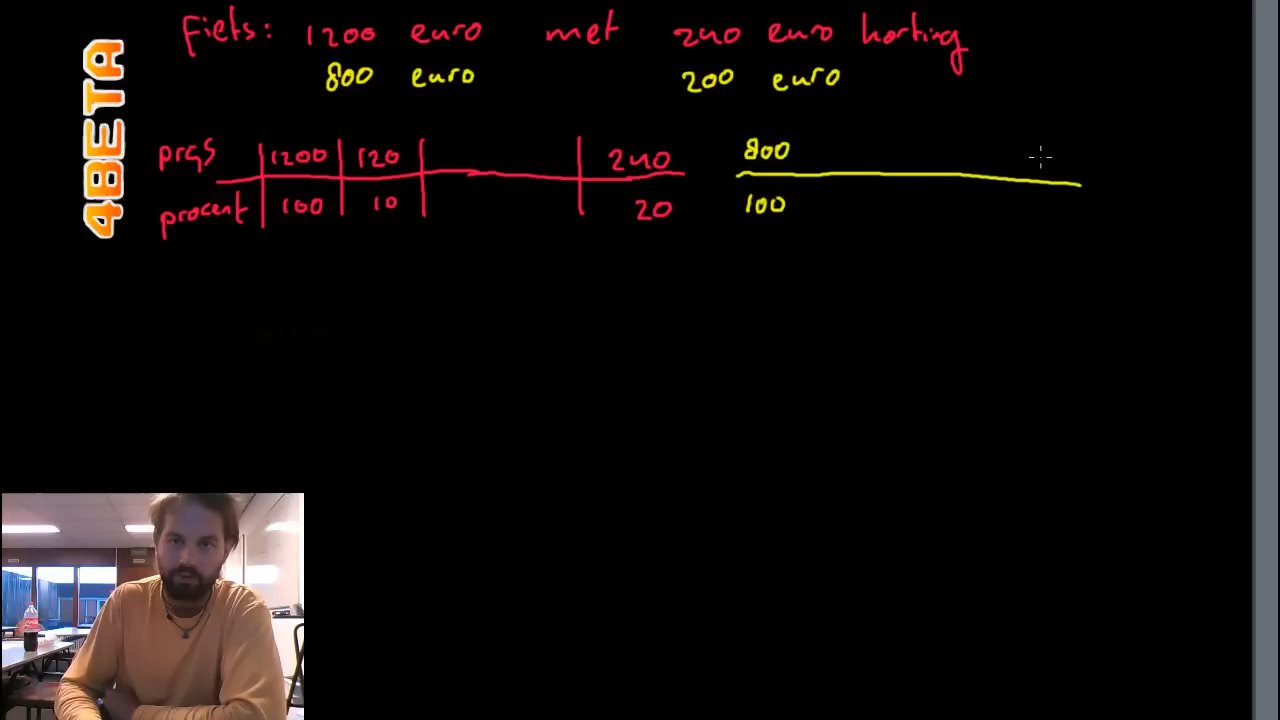 4BETA
Fiets: 1200 euro met 240 euro korting
800 euro 200 euro
prijs 1200 120 240 800
procent 100 10 20 100